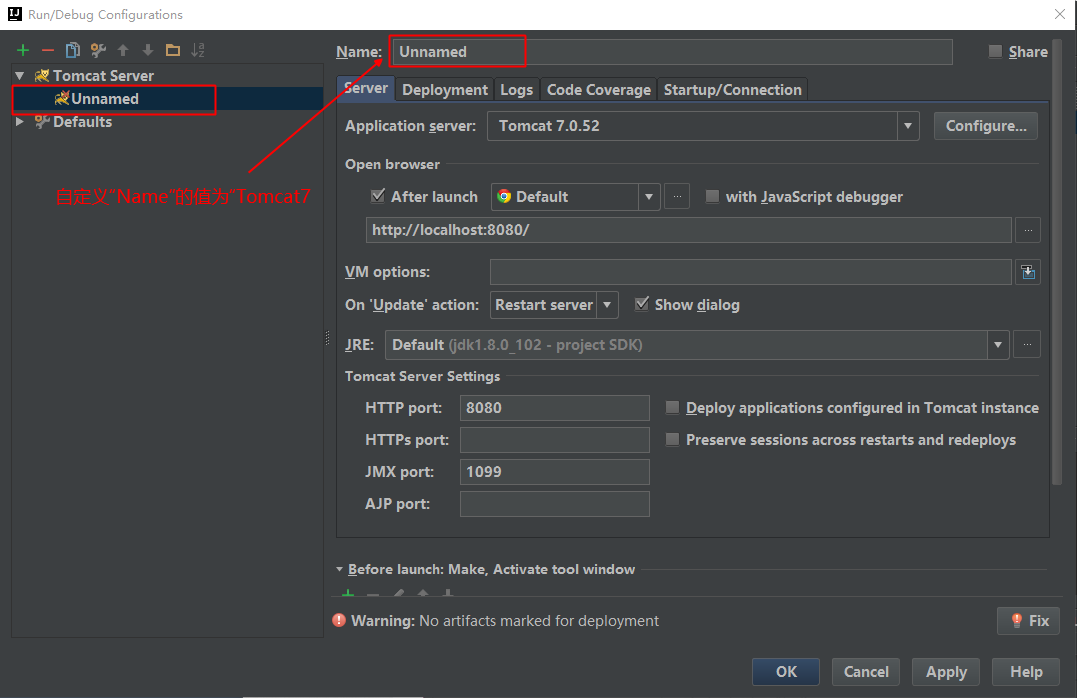 Run/Debug Configurations
Name: Unnamed
Share
Tomcat Server
Unnamed
Defaults
Server Deployment Logs Code Coverage Startup/Connection
Application server: Tomcat 7.0.52 Configure...
Open browser
自定义"Name"的值为"Tomcat7
After launch Default ... with JavaScript debugger
http://localhost:8080/ ...
VM options:
On 'Update' action: Restart server Show dialog
JRE: Default (jdk1.8.0_102 - project SDK) ...
Tomcat Server Settings
HTTP port: 8080 Deploy applications configured in Tomcat instance
HTTPs port: Preserve sessions across restarts and redeploys
JMX port: 1099
AJP port:
Before launch: Make, Activate tool window
Warning: No artifacts marked for deployment Fix
OK Cancel Apply Help